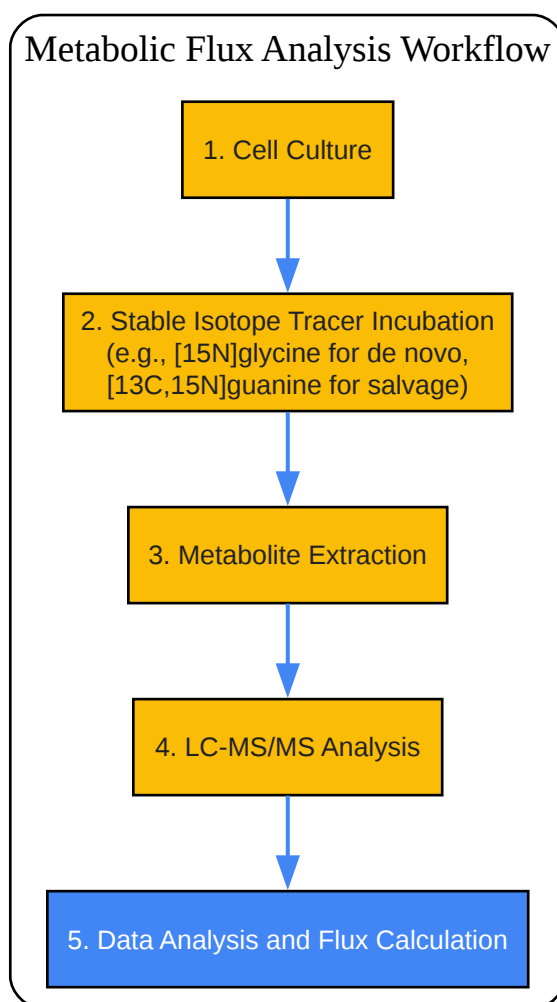 Metabolic Flux Analysis Workflow
1. Cell Culture
2. Stable Isotope Tracer Incubation
(e.g., [15N]glycine for de novo,
[13C,15N]guanine for salvage)
3. Metabolite Extraction
4. LC-MS/MS Analysis
5. Data Analysis and Flux Calculation